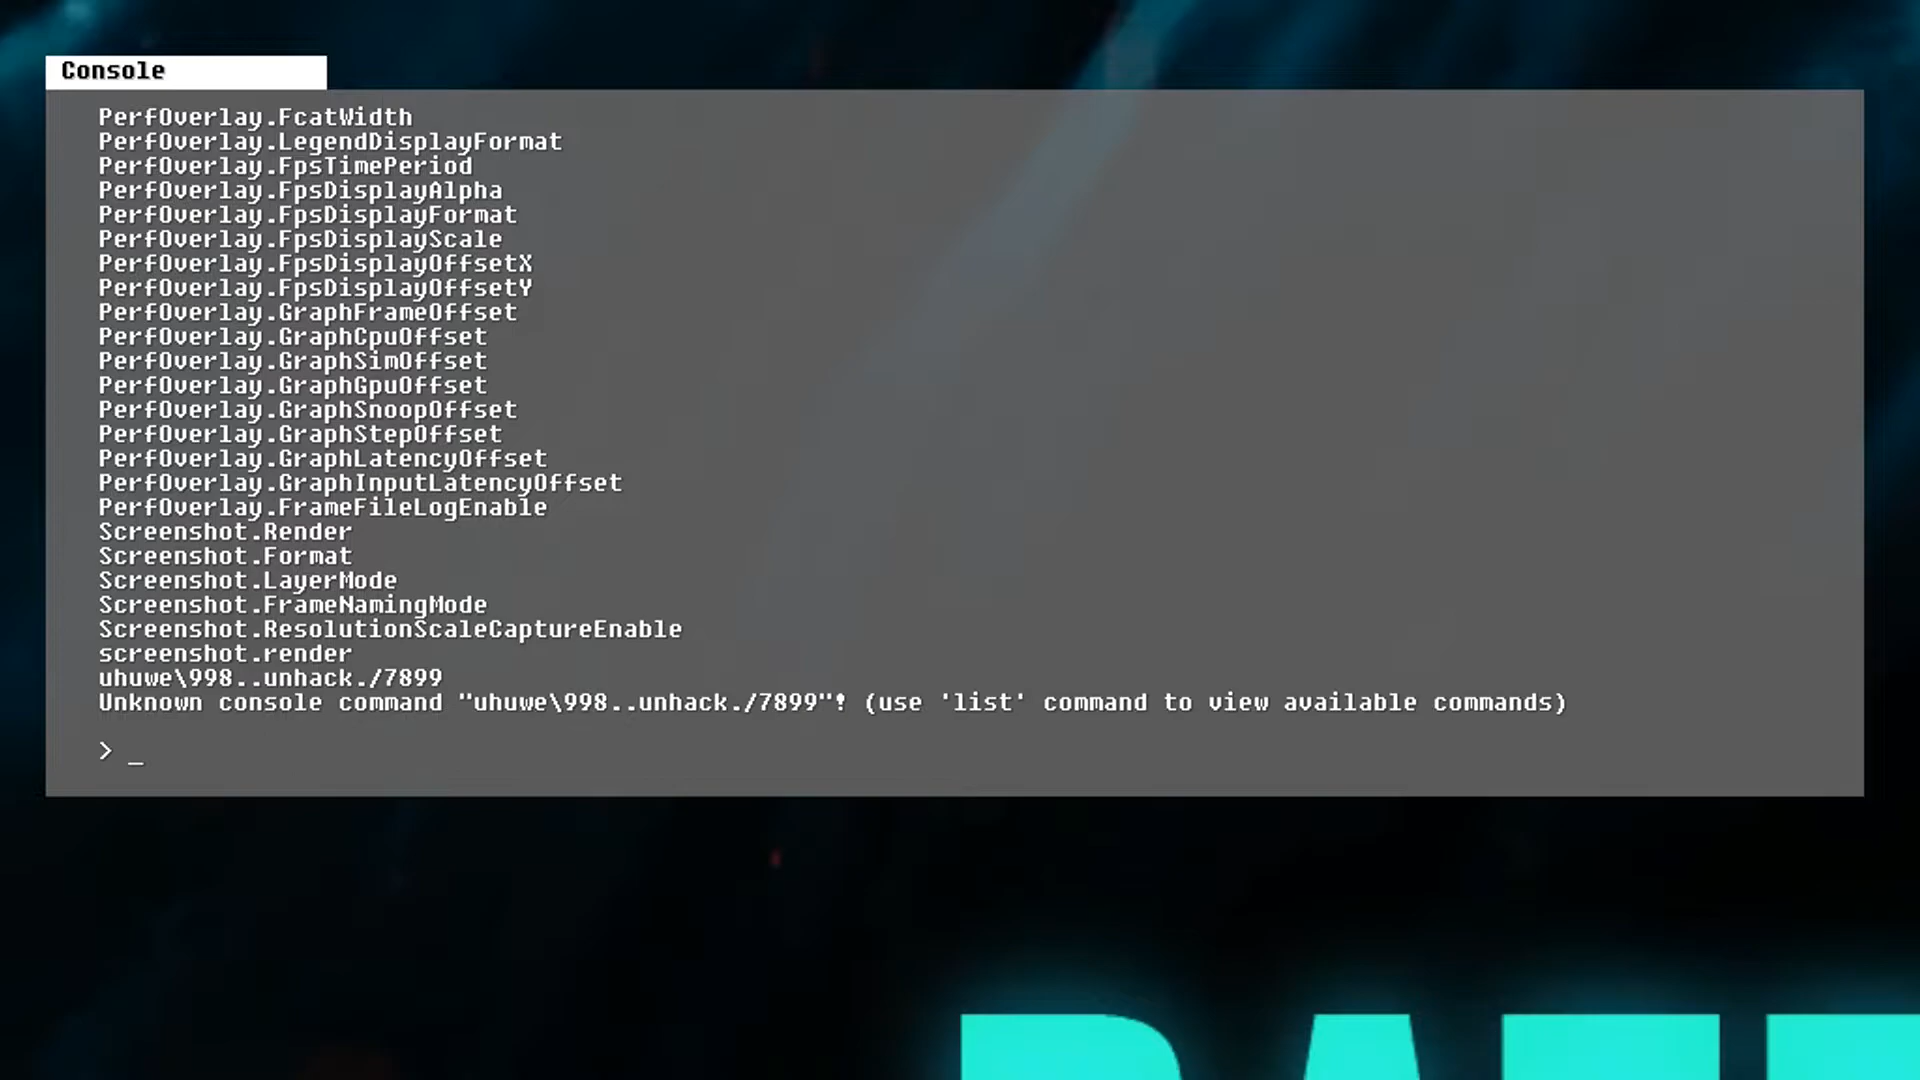 Console
PerfOverlay.FcatWidth
PerfOverlay.LegendDisplayFormat
PerfOverlay.FpsTimePeriod
PerfOverlay.FpsDisplayAlpha
PerfOverlay.FpsDisplayFormat
PerfOverlay.FpsDisplayScale
PerfOverlay.FpsDisplayOffsetX
PerfOverlay.FpsDisplayOffsetY
PerfOverlay.GraphFrameOffset
PerfOverlay.GraphCpuOffset
PerfOverlay.GraphSimOffset
PerfOverlay.GraphGpuOffset
PerfOverlay.GraphSnoopOffset
PerfOverlay.GraphStepOffset
PerfOverlay.GraphLatencyOffset
PerfOverlay.GraphInputLatencyOffset
PerfOverlay.FrameFileLogEnable
Screenshot.Render
Screenshot.Format
Screenshot.LayerMode
Screenshot.FrameNamingMode
Screenshot.ResolutionScaleCaptureEnable
screenshot.render
uhuwe\998..unhack./7899
Unknown console command "uhuwe\998..unhack./7899"! (use 'list' command to view available commands)
> _